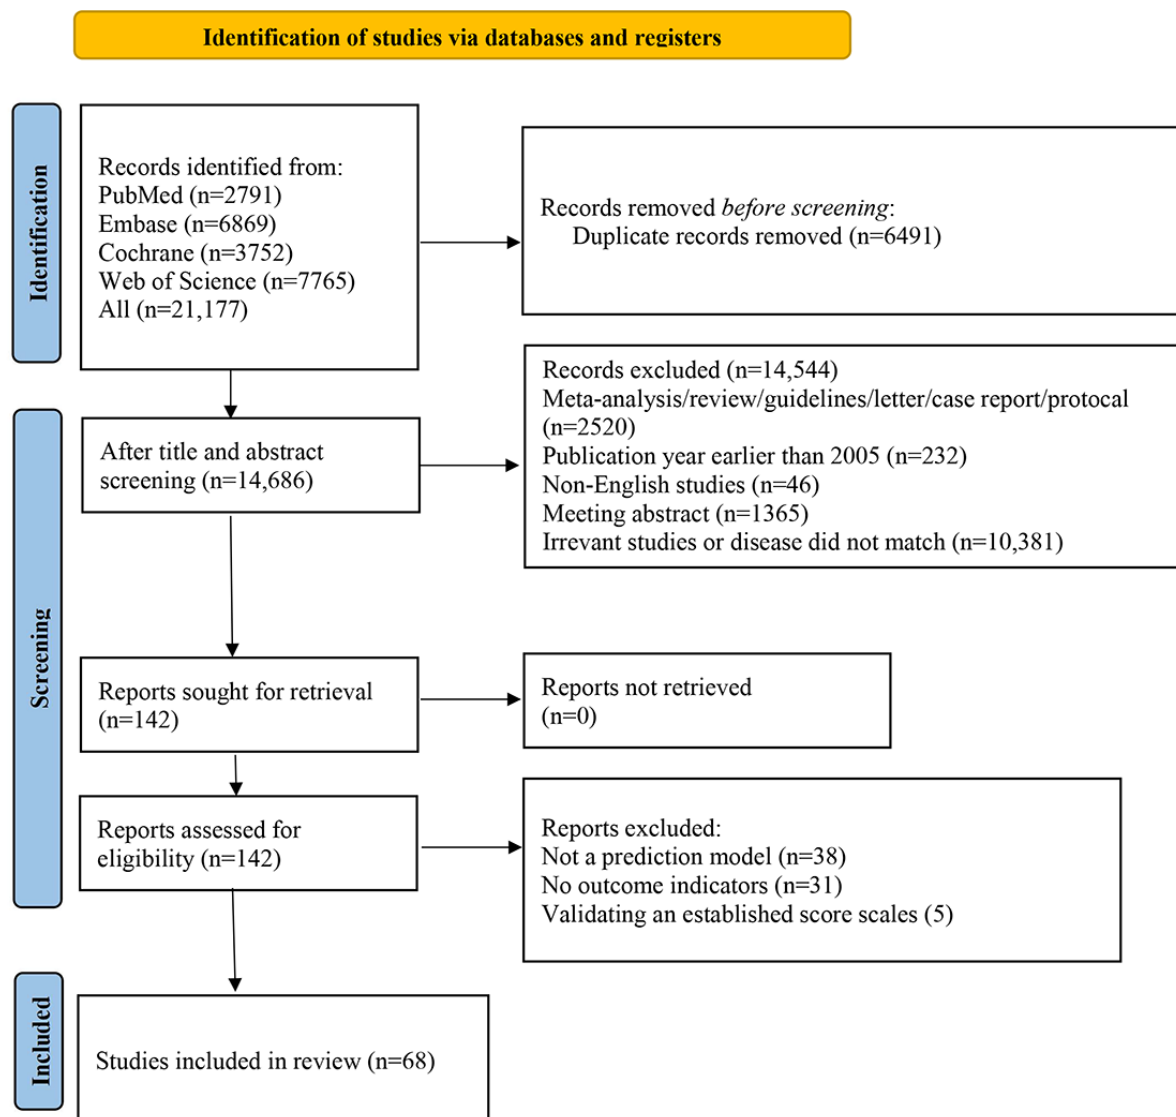 Identification of studies via databases and registers
Identification
Records identified from:
PubMed (n=2791)
Embase (n=6869)
Cochrane (n=3752)
Web of Science (n=7765)
All (n=21,177)
Records removed before screening:
Duplicate records removed (n=6491)
Screening
After title and abstract
screening (n=14,686)
Records excluded (n=14,544)
Meta-analysis/review/guidelines/letter/case report/protocal
(n=2520)
Publication year earlier than 2005 (n=232)
Non-English studies (n=46)
Meeting abstract (n=1365)
Irrevant studies or disease did not match (n=10,381)
Reports sought for retrieval
(n=142)
Reports not retrieved
(n=0)
Reports assessed for
eligibility (n=142)
Reports excluded:
Not a prediction model (n=38)
No outcome indicators (n=31)
Validating an established score scales (5)
Included
Studies included in review (n=68)